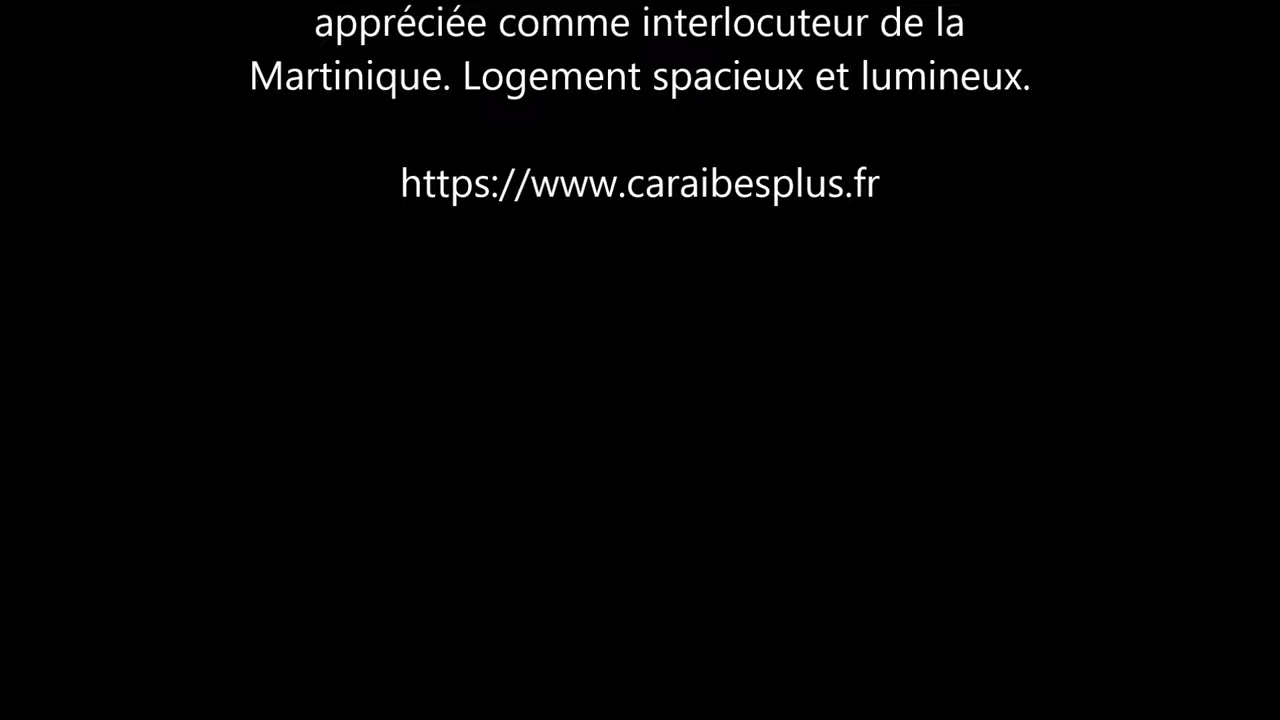 appréciée comme interlocuteur de la
Martinique. Logement spacieux et lumineux.
https://www.caraibesplus.fr